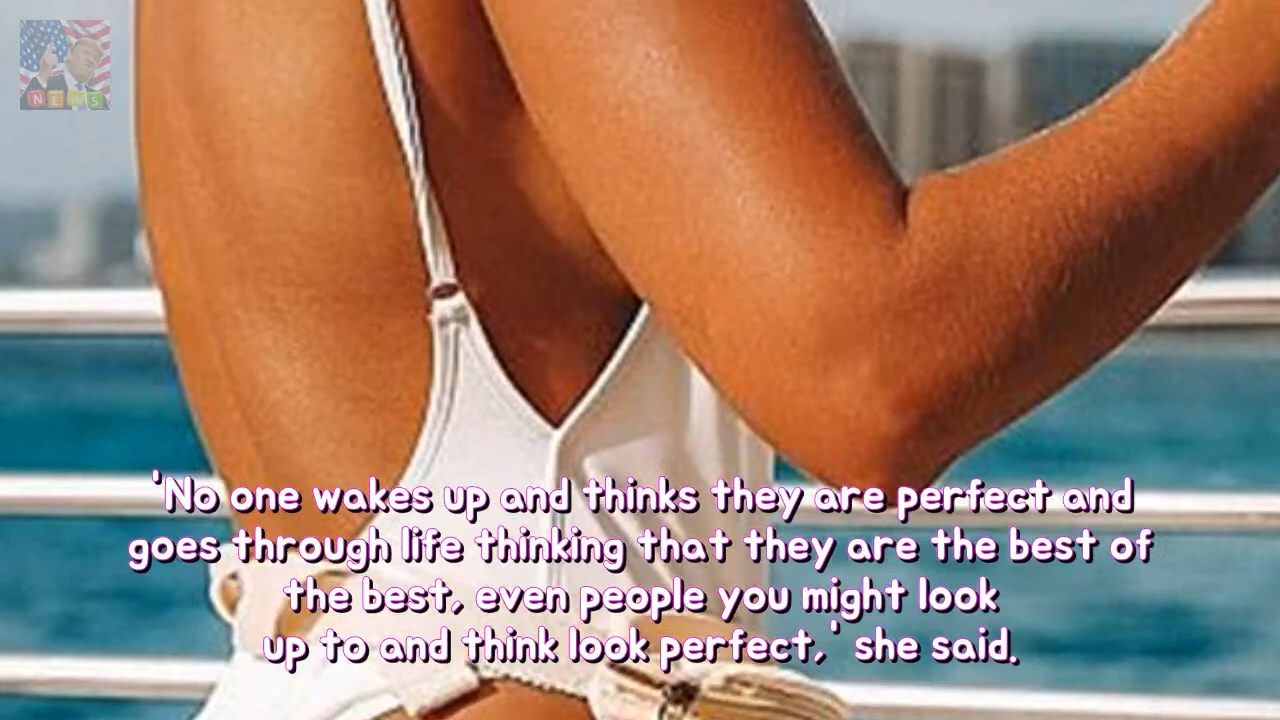 NEWS
'No one wakes up and thinks they are perfect and
goes through life thinking that they are the best of
the best, even people you might look
up to and think look perfect,' she said.